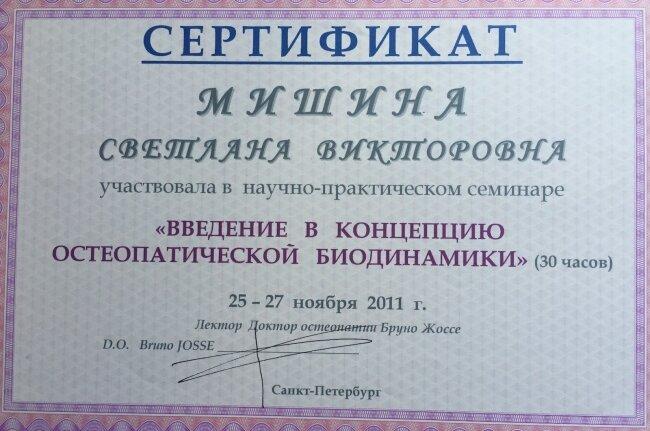 СЕРТИФИКАТ
МИШИНА
СВЕТЛАНА ВИКТОРОВНА
участвовала в научно-практическом семинаре
«ВВЕДЕНИЕ В КОНЦЕПЦИЮ
ОСТЕОПАТИЧЕСКОЙ БИОДИНАМИКИ» (30 часов)
25 – 27 ноября 2011 г.
Лектор Доктор остеопатии Бруно Жоссе
D.O. Bruno JOSSE
Санкт-Петербург